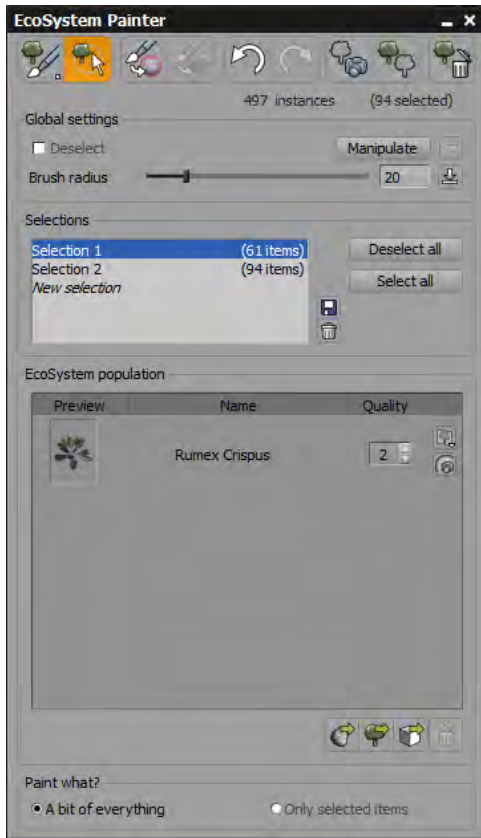 EcoSystem Painter
497 instances (94 selected)
Global settings
Deselect Manipulate
Brush radius 20
Selections
Selection 1 (61 items) Deselect all
Selection 2 (94 items) Select all
New selection
EcoSystem population
Preview Name Quality
Rumex Crispus 2
Paint what?
A bit of everything Only selected items